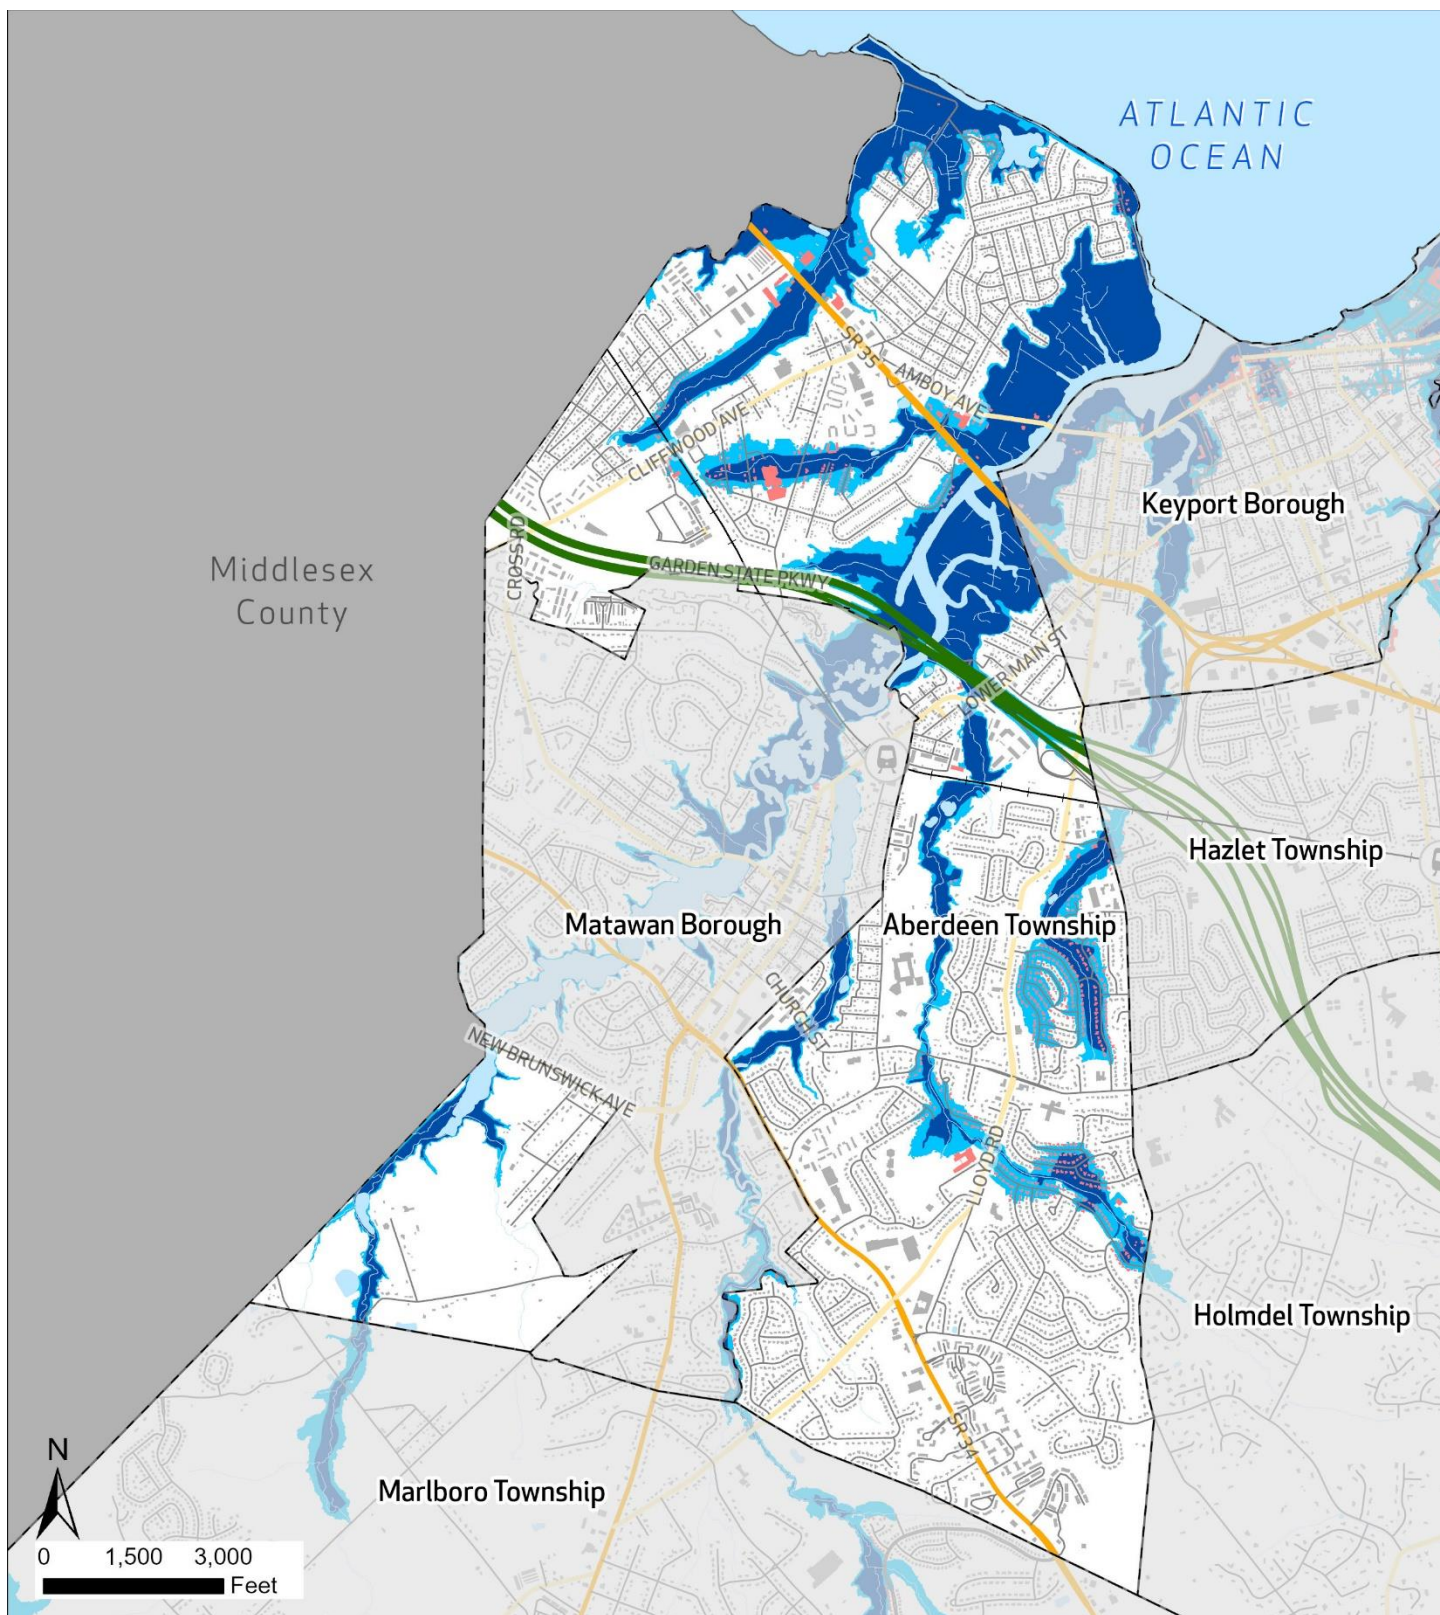 ATLANTIC
OCEAN
SR 35
AMBOY AVE
CLIFFWOOD AVE
Keyport Borough
CROSS RD
GARDEN STATE PKWY
Middlesex
County
LOWER MAIN ST
Hazlet Township
Matawan Borough
Aberdeen Township
CHURCH ST
NEW BRUNSWICK AVE
LLOYD RD
Holmdel Township
SR 34
N
Marlboro Township
0 1,500 3,000
Feet